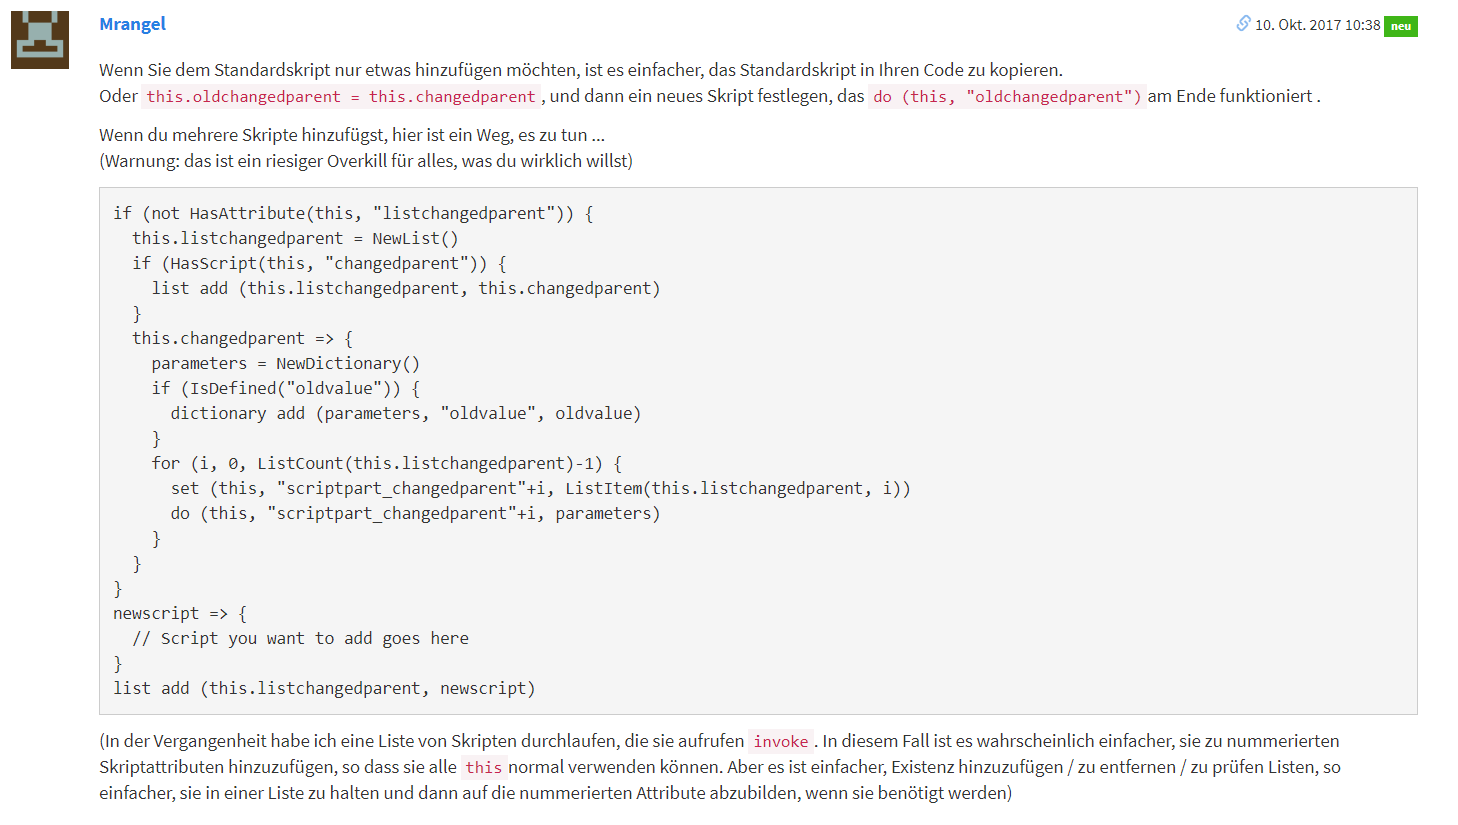 Mrangel
10. Okt. 2017 10:38 neu
Wenn Sie dem Standardskript nur etwas hinzufügen möchten, ist es einfacher, das Standardskript in Ihren Code zu kopieren.
Oder this.oldchangedparent = this.changedparent , und dann ein neues Skript festlegen, das do (this, "oldchangedparent") am Ende funktioniert .
Wenn du mehrere Skripte hinzufügst, hier ist ein Weg, es zu tun ...
(Warnung: das ist ein riesiger Overkill für alles, was du wirklich willst)
if (not HasAttribute(this, "listchangedparent")) {
  this.listchangedparent = NewList()
  if (HasScript(this, "changedparent")) {
    list add (this.listchangedparent, this.changedparent)
  }
  this.changedparent => {
    parameters = NewDictionary()
    if (IsDefined("oldvalue")) {
      dictionary add (parameters, "oldvalue", oldvalue)
    }
    for (i, 0, ListCount(this.listchangedparent)-1) {
      set (this, "scriptpart_changedparent"+i, ListItem(this.listchangedparent, i))
      do (this, "scriptpart_changedparent"+i, parameters)
    }
  }
}
newscript => {
  // Script you want to add goes here
}
list add (this.listchangedparent, newscript)
(In der Vergangenheit habe ich eine Liste von Skripten durchlaufen, die sie aufrufen invoke . In diesem Fall ist es wahrscheinlich einfacher, sie zu nummerierten
Skriptattributen hinzuzufügen, so dass sie alle this normal verwenden können. Aber es ist einfacher, Existenz hinzuzufügen / zu entfernen / zu prüfen Listen, so
einfacher, sie in einer Liste zu halten und dann auf die nummerierten Attribute abzubilden, wenn sie benötigt werden)